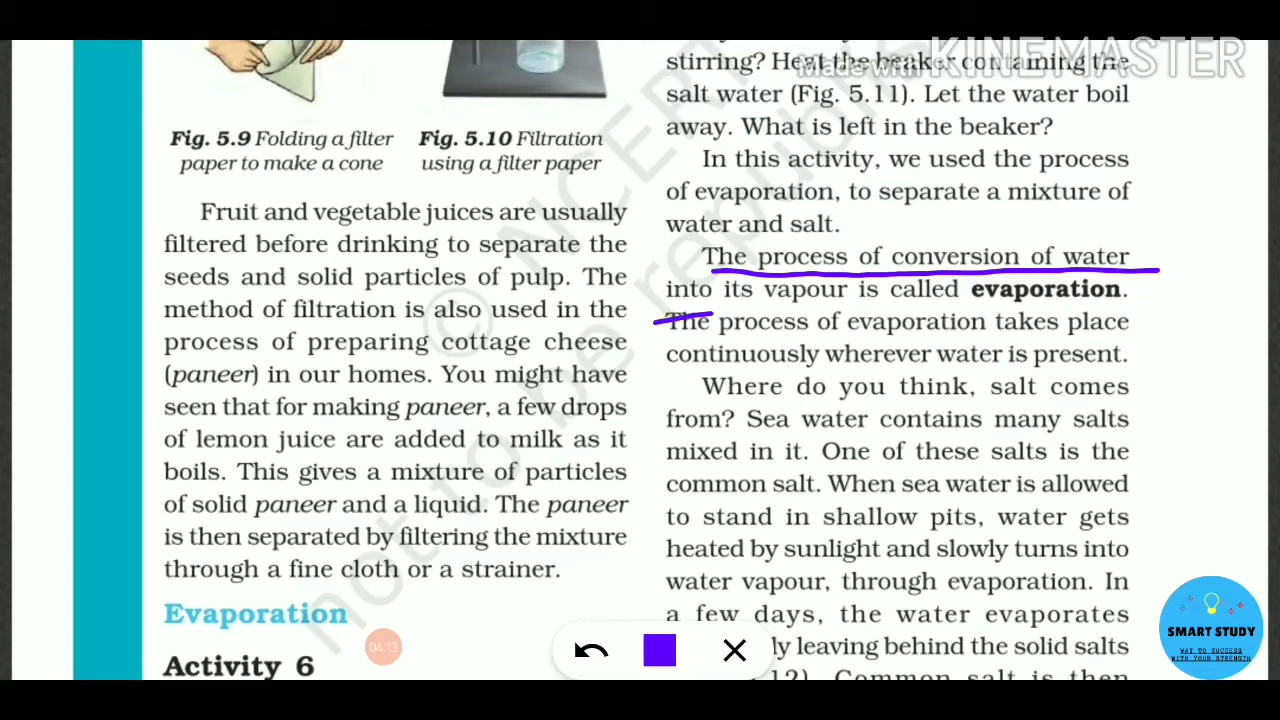 Made with KINEMASTER
Fig. 5.9 Folding a filter
paper to make a cone
Fig. 5.10 Filtration
using a filter paper
Fruit and vegetable juices are usually
filtered before drinking to separate the
seeds and solid particles of pulp. The
method of filtration is also used in the
process of preparing cottage cheese
(paneer) in our homes. You might have
seen that for making paneer, a few drops
of lemon juice are added to milk as it
boils. This gives a mixture of particles
of solid paneer and a liquid. The paneer
is then separated by filtering the mixture
through a fine cloth or a strainer.
Evaporation
Activity 6
04:13
stirring? Heat the beaker containing the
salt water (Fig. 5.11). Let the water boil
away. What is left in the beaker?
In this activity, we used the process
of evaporation, to separate a mixture of
water and salt.
The process of conversion of water
into its vapour is called evaporation.
The process of evaporation takes place
continuously wherever water is present.
Where do you think, salt comes
from? Sea water contains many salts
mixed in it. One of these salts is the
common salt. When sea water is allowed
to stand in shallow pits, water gets
heated by sunlight and slowly turns into
water vapour, through evaporation. In
a few days, the water evaporates
leaving behind the solid salts
12). Common salt is then
© NCERT
not to be republis
SMART STUDY
WAY TO SUCCESS
WITH YOUR STRENGTH